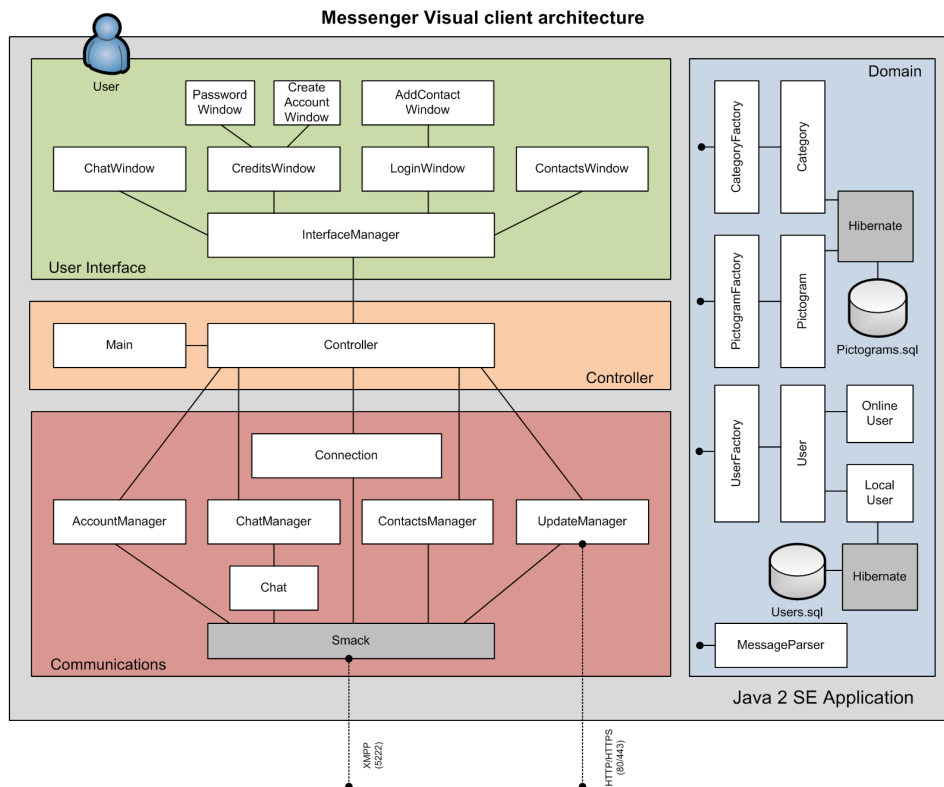 Messenger Visual client architecture
User
Password
Window
Create
Account
Window
AddContact
Window
ChatWindow
CreditsWindow
LoginWindow
ContactsWindow
InterfaceManager
User Interface
Main
Controller
Controller
Connection
AccountManager
ChatManager
ContactsManager
UpdateManager
Chat
Smack
Communications
Domain
CategoryFactory
Category
Hibernate
PictogramFactory
Pictogram
Pictograms.sql
UserFactory
User
Online
User
Local
User
Hibernate
Users.sql
MessageParser
Java 2 SE Application
XMPP
(5222)
HTTP/HTTPS
(80/443)